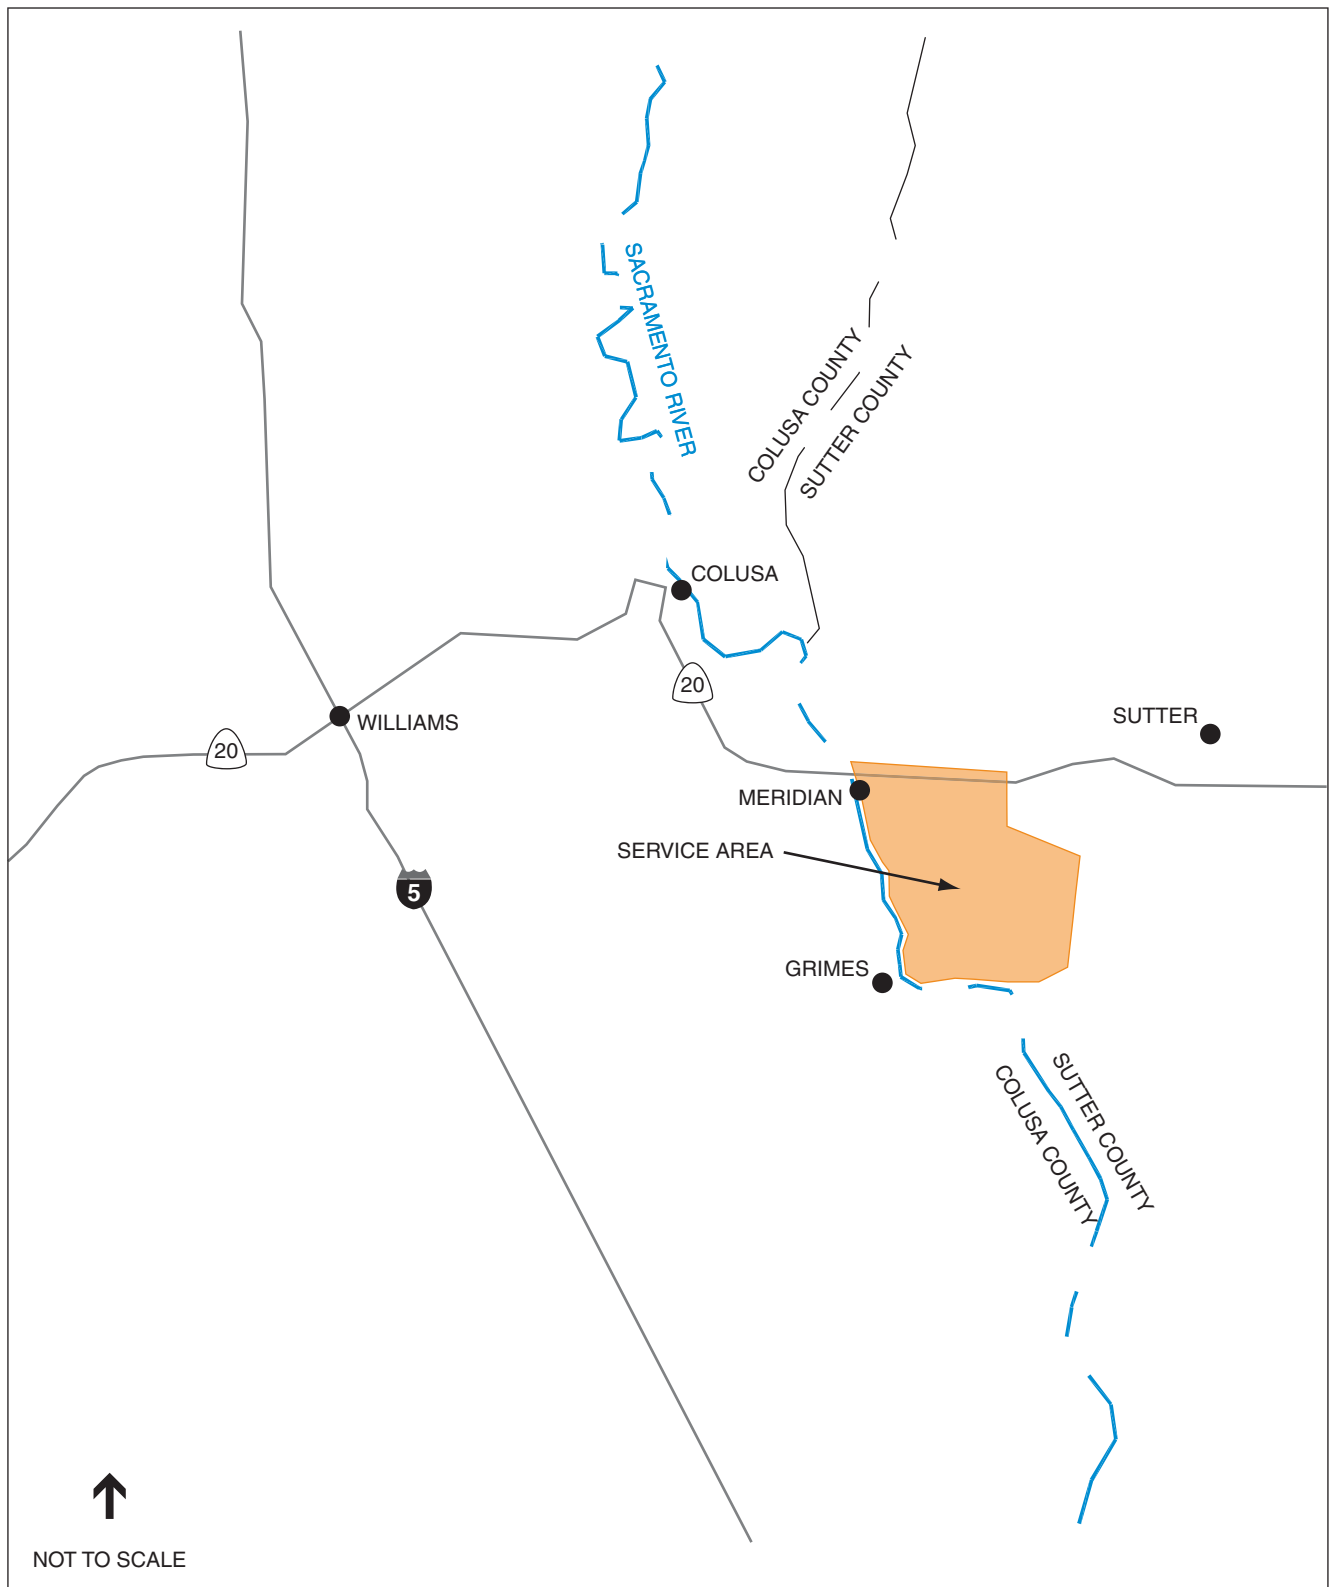 SACRAMENTO RIVER
COLUSA COUNTY
SUTTER COUNTY
COLUSA
20
SUTTER
WILLIAMS
20
MERIDIAN
SERVICE AREA
5
GRIMES
SUTTER COUNTY
COLUSA COUNTY
NOT TO SCALE